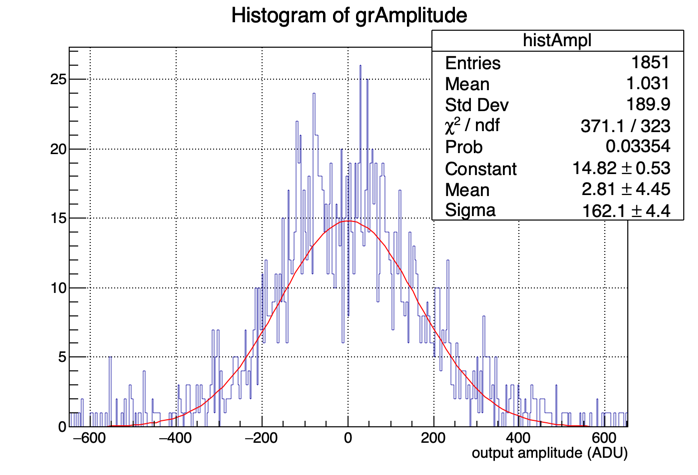 Histogram of grAmplitude
histAmpl
Entries 1851
Mean 1.031
Std Dev 189.9
χ² / ndf 371.1 / 323
Prob 0.03354
Constant 14.82 ± 0.53
Mean 2.81 ± 4.45
Sigma 162.1 ± 4.4
25
20
15
10
5
0
−600 −400 −200 0 200 400 600
output amplitude (ADU)